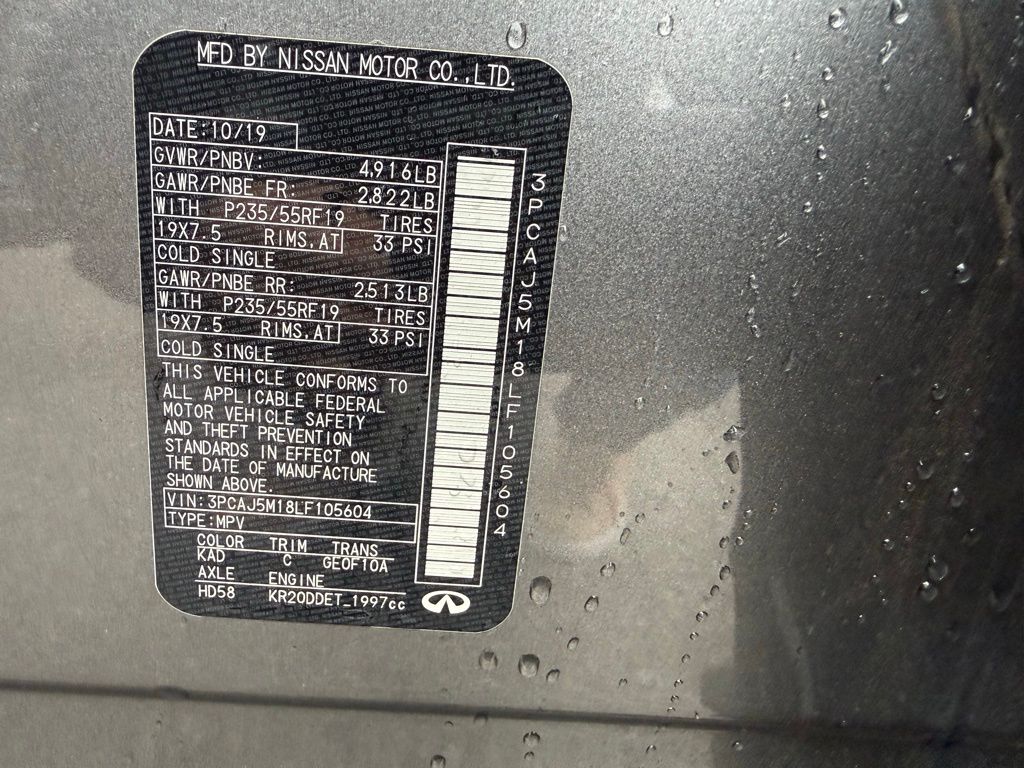 MFD BY NISSAN MOTOR CO.,LTD.
DATE:10/19
GVWR/PNBV: 4,916LB
GAWR/PNBE FR: 2,822LB
WITH P235/55RF19 TIRES
19X7.5 RIMS,AT 33 PSI
COLD SINGLE
GAWR/PNBE RR: 2,513LB
WITH P235/55RF19 TIRES
19X7.5 RIMS,AT 33 PSI
COLD SINGLE
THIS VEHICLE CONFORMS TO
ALL APPLICABLE FEDERAL
MOTOR VEHICLE SAFETY
AND THEFT PREVENTION
STANDARDS IN EFFECT ON
THE DATE OF MANUFACTURE
SHOWN ABOVE.
VIN:3PCAJ5M18LF105604
TYPE:MPV
COLOR TRIM TRANS
KAD C GE0F10A
AXLE ENGINE
HD58 KR20DDET_1997cc
3PCAJ5M18LF105604